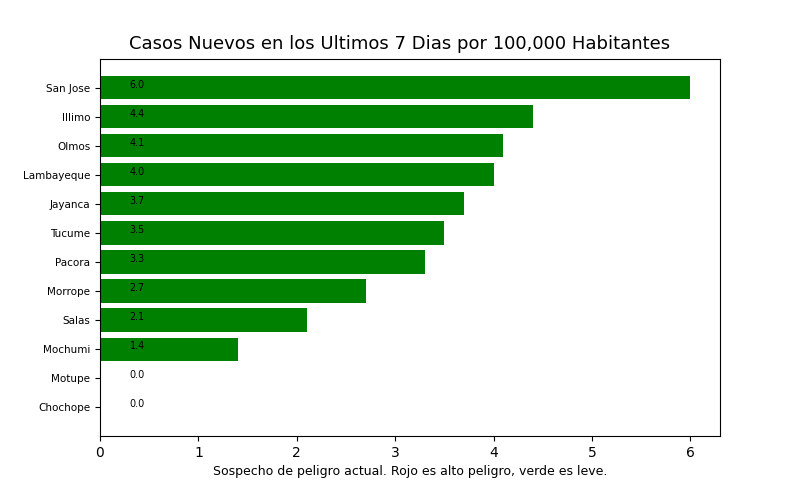 Casos Nuevos en los Ultimos 7 Dias por 100,000 Habitantes
San Jose 6.0
Illimo 4.4
Olmos 4.1
Lambayeque 4.0
Jayanca 3.7
Tucume 3.5
Pacora 3.3
Morrope 2.7
Salas 2.1
Mochumi 1.4
Motupe 0.0
Chochope 0.0
0 1 2 3 4 5 6
Sospecho de peligro actual. Rojo es alto peligro, verde es leve.